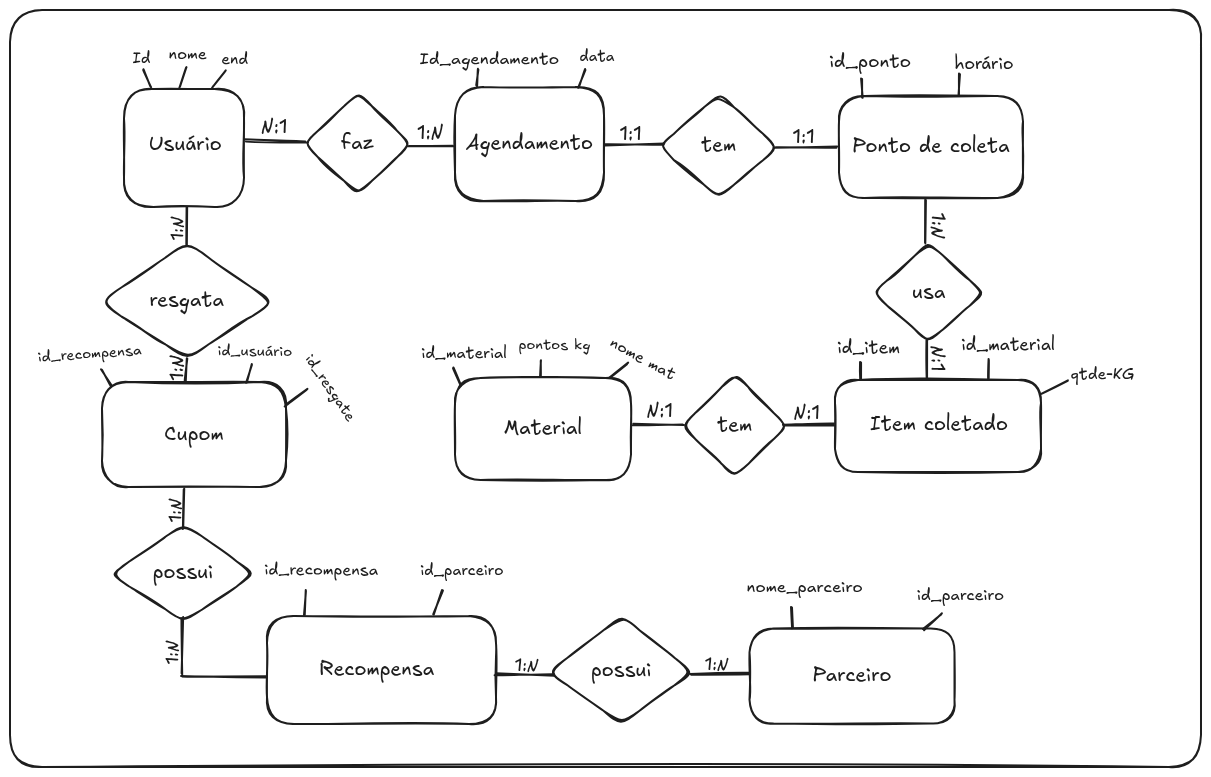 Id
nome
end
Id_agendamento
data
id_ponto
horário
Usuário
N:1
faz
1:N
Agendamento
1:1
tem
1:1
Ponto de coleta
1:N
1:N
resgata
usa
1:N
N:1
id_recompensa
id_usuário
id_resgate
id_material
pontos kg
nome mat
id_item
id_material
qtde-KG
Cupom
Material
N:1
tem
N:1
Item coletado
1:N
possui
id_recompensa
id_parceiro
nome_parceiro
id_parceiro
1:N
Recompensa
1:N
possui
1:N
Parceiro